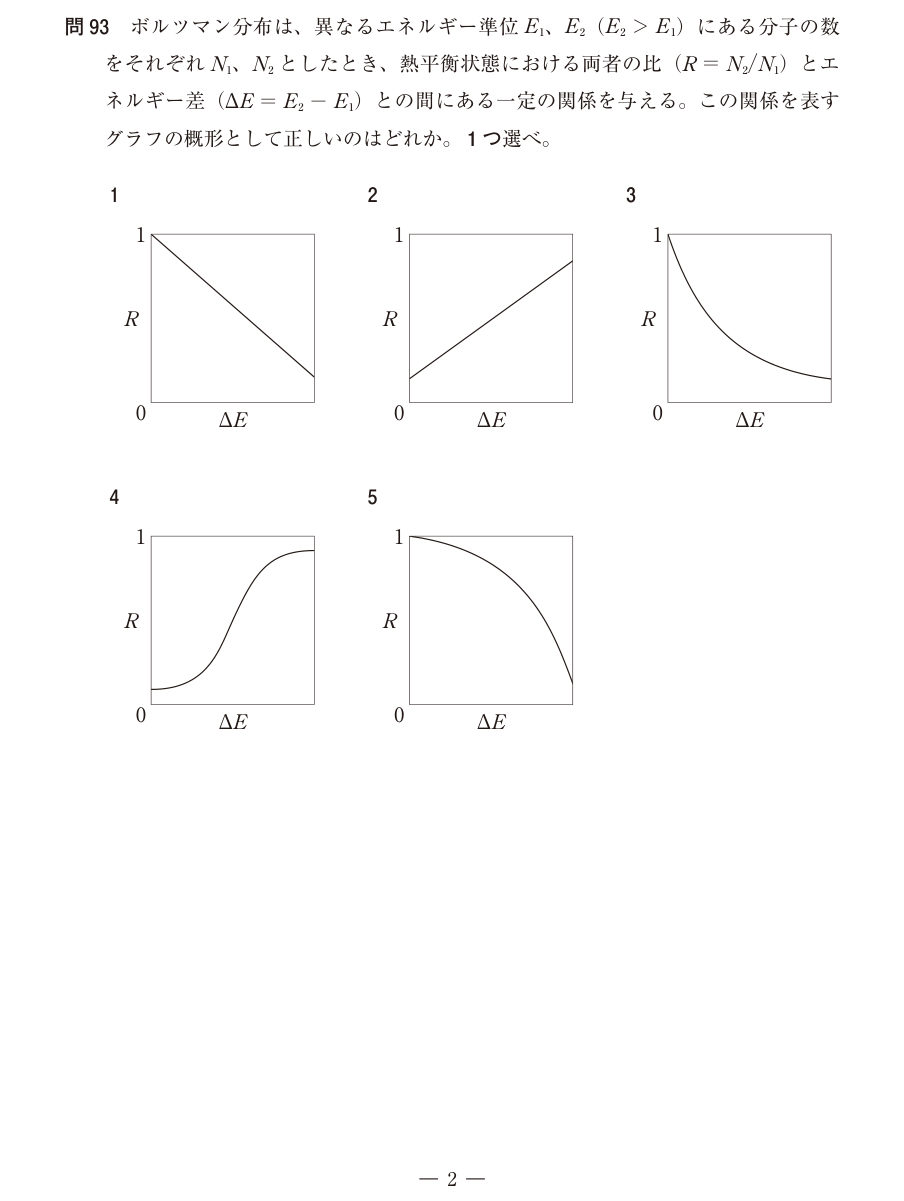 問 93 ボルツマン分布は、異なるエネルギー準位 E₁、E₂（E₂ > E₁）にある分子の数
をそれぞれ N₁、N₂ としたとき、熱平衡状態における両者の比（R = N₂/N₁）とエ
ネルギー差（ΔE = E₂ − E₁）との間にある一定の関係を与える。この関係を表す
グラフの概形として正しいのはどれか。1つ選べ。
1 2 3
1 1 1
R R R
0 ΔE 0 ΔE 0 ΔE
4 5
1 1
R R
0 ΔE 0 ΔE
— 2 —